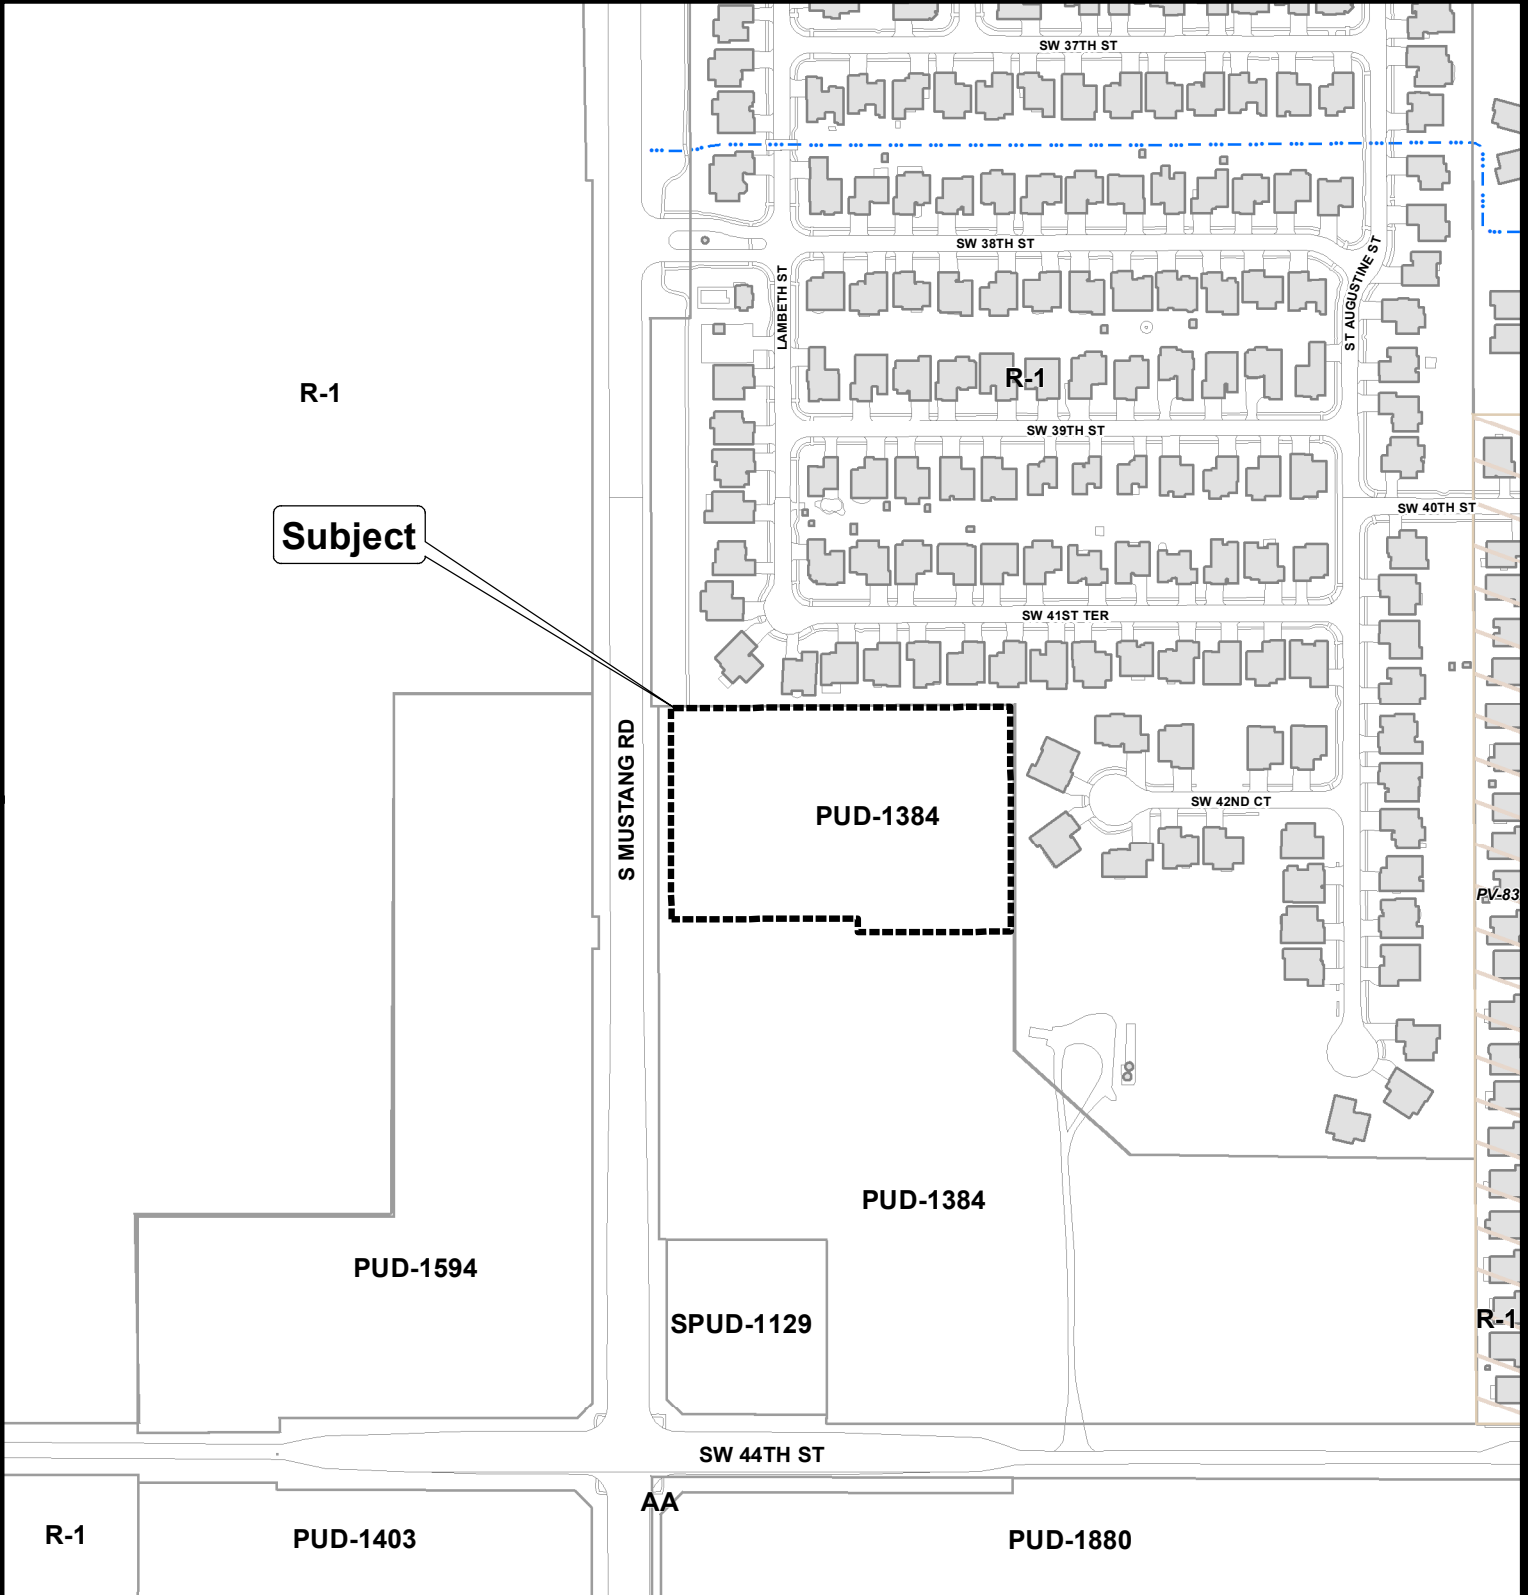 SW 37TH ST
SW 38TH ST
LAMBETH ST
ST AUGUSTINE ST
R-1
R-1
SW 39TH ST
SW 40TH ST
Subject
SW 41ST TER
S MUSTANG RD
PUD-1384
SW 42ND CT
PV-83
PUD-1384
PUD-1594
SPUD-1129
R-1
SW 44TH ST
AA
R-1
PUD-1403
PUD-1880